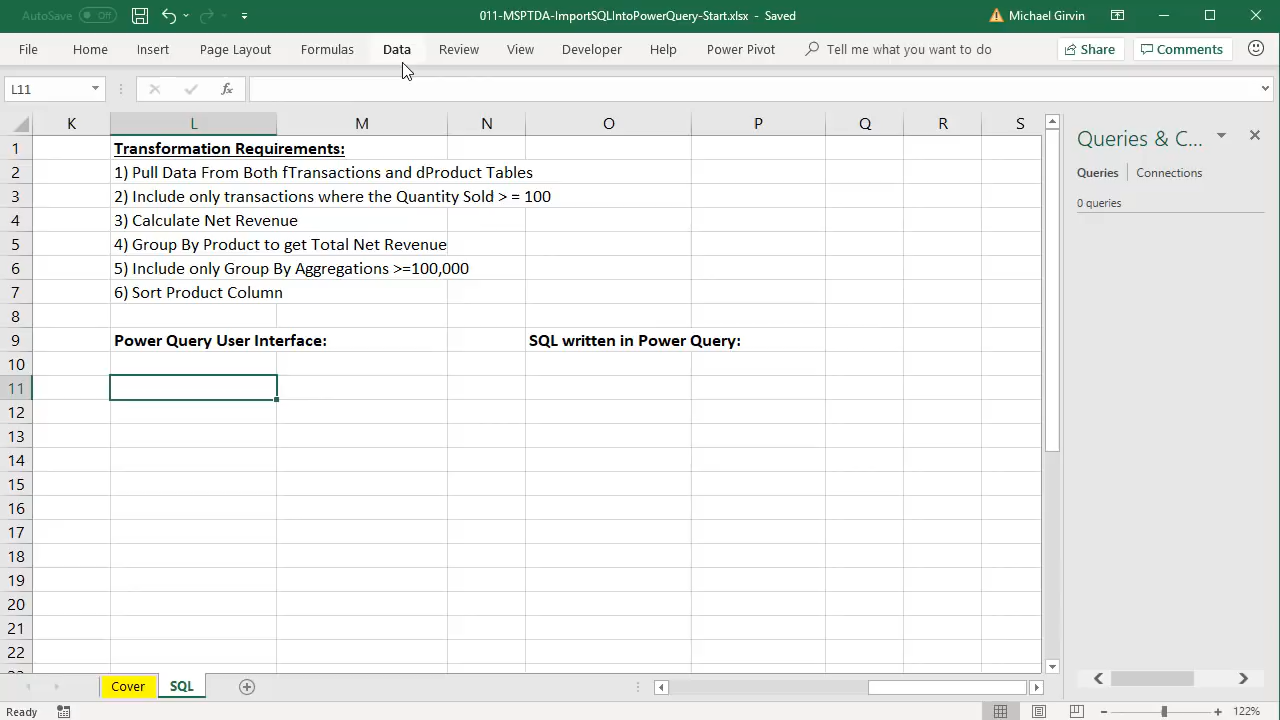 AutoSave Off 011-MSPTDA-ImportSQLIntoPowerQuery-Start.xlsx - Saved Michael Girvin
File Home Insert Page Layout Formulas Data Review View Developer Help Power Pivot Tell me what you want to do Share Comments
L11 fx
K L M N O P Q R S
1 Transformation Requirements:
2 1) Pull Data From Both fTransactions and dProduct Tables
3 2) Include only transactions where the Quantity Sold > = 100
4 3) Calculate Net Revenue
5 4) Group By Product to get Total Net Revenue
6 5) Include only Group By Aggregations >=100,000
7 6) Sort Product Column
8
9 Power Query User Interface: SQL written in Power Query:
10
11
12
13
14
15
16
17
18
19
20
21
22
Queries & C...
Queries Connections
0 queries
Cover SQL
Ready 122%